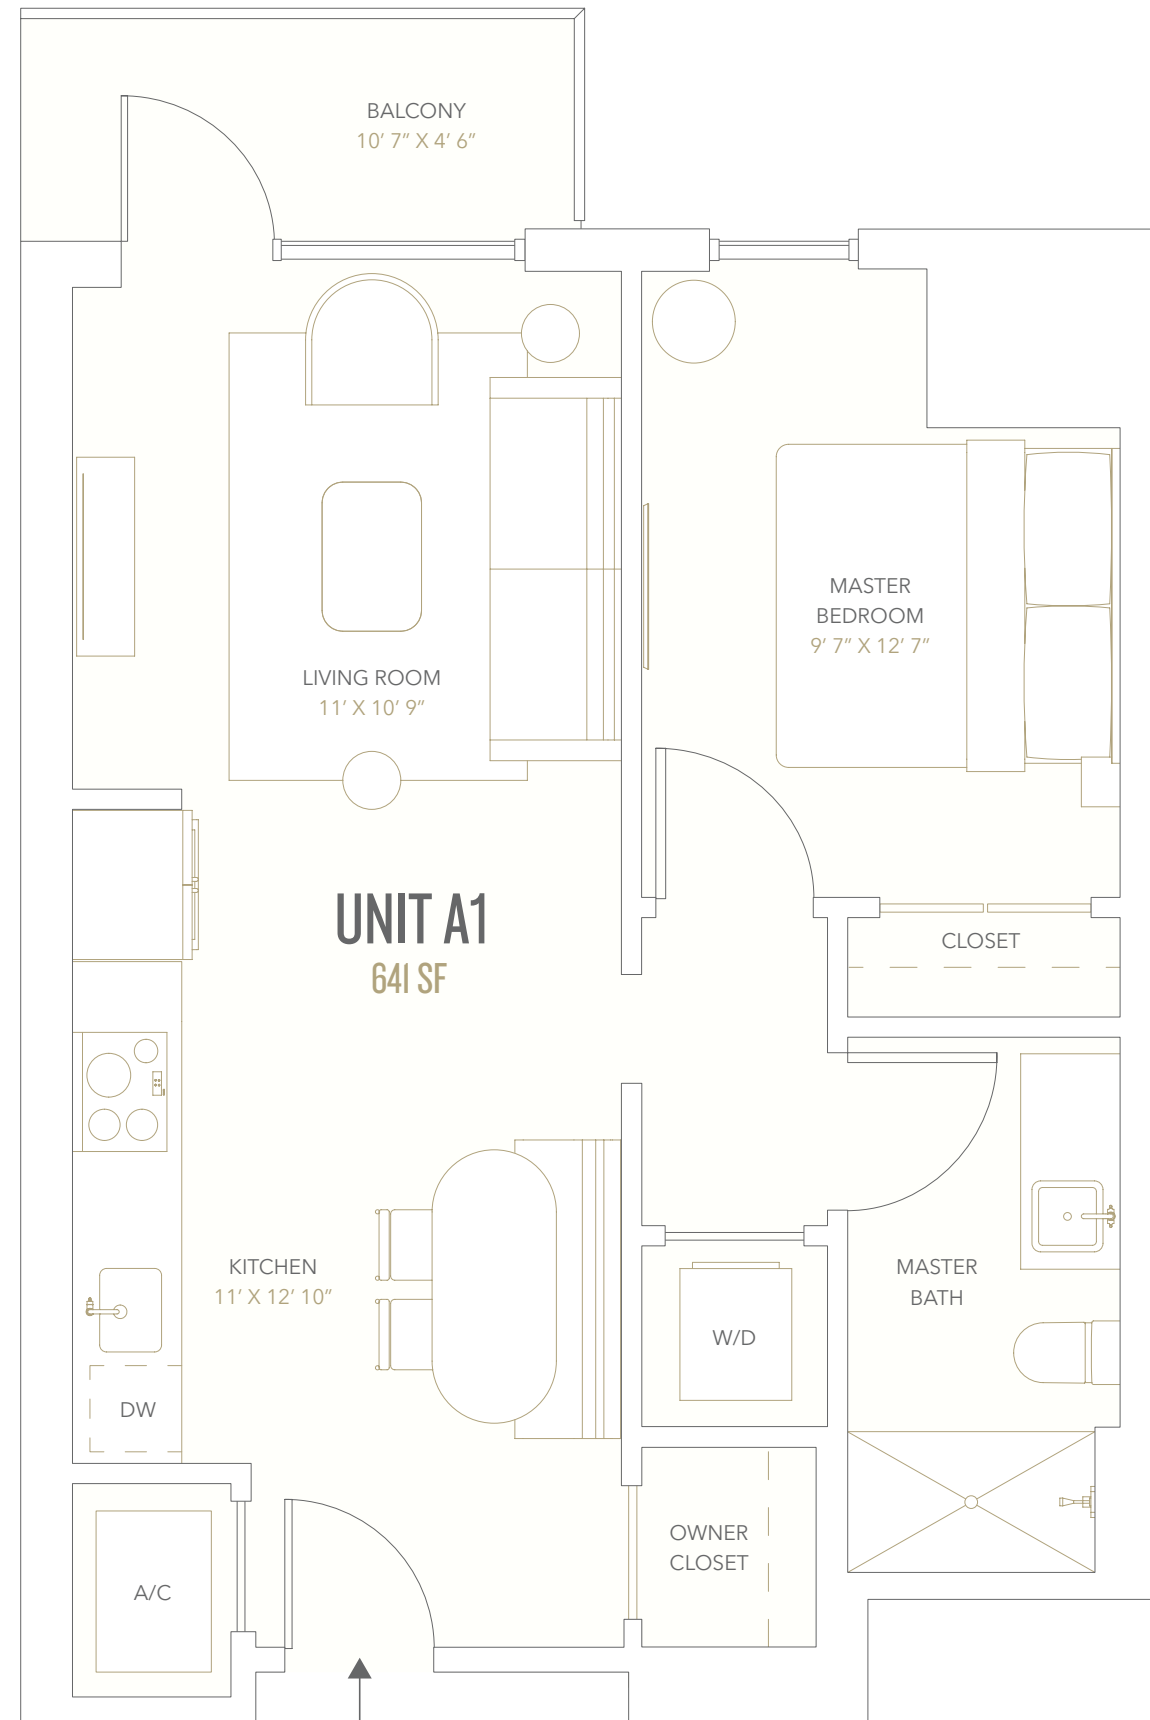 BALCONY
10’ 7” X 4’ 6”
MASTER
BEDROOM
9’ 7” X 12’ 7”
LIVING ROOM
11’ X 10’ 9”
UNIT A1
641 SF
CLOSET
KITCHEN
11’ X 12’ 10”
MASTER
BATH
W/D
DW
OWNER
CLOSET
A/C